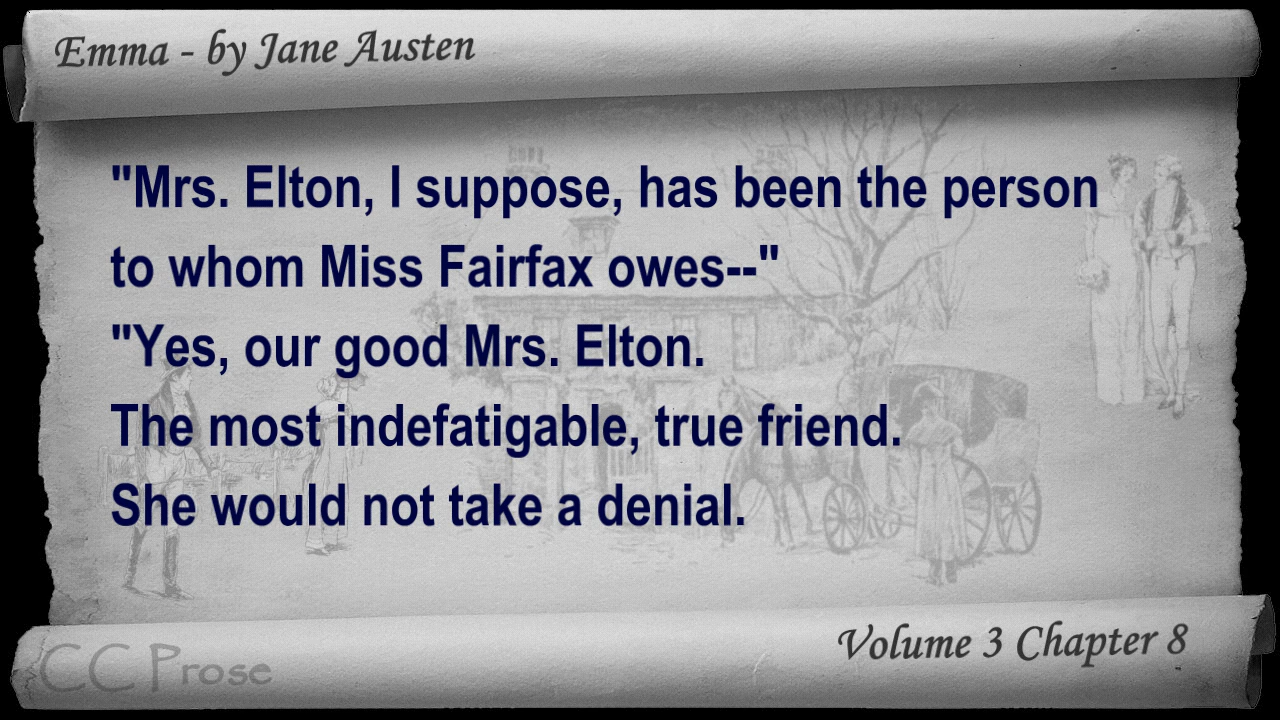 Emma - by Jane Austen
"Mrs. Elton, I suppose, has been the person
to whom Miss Fairfax owes--"
"Yes, our good Mrs. Elton.
The most indefatigable, true friend.
She would not take a denial.
Volume 3 Chapter 8
CC Prose